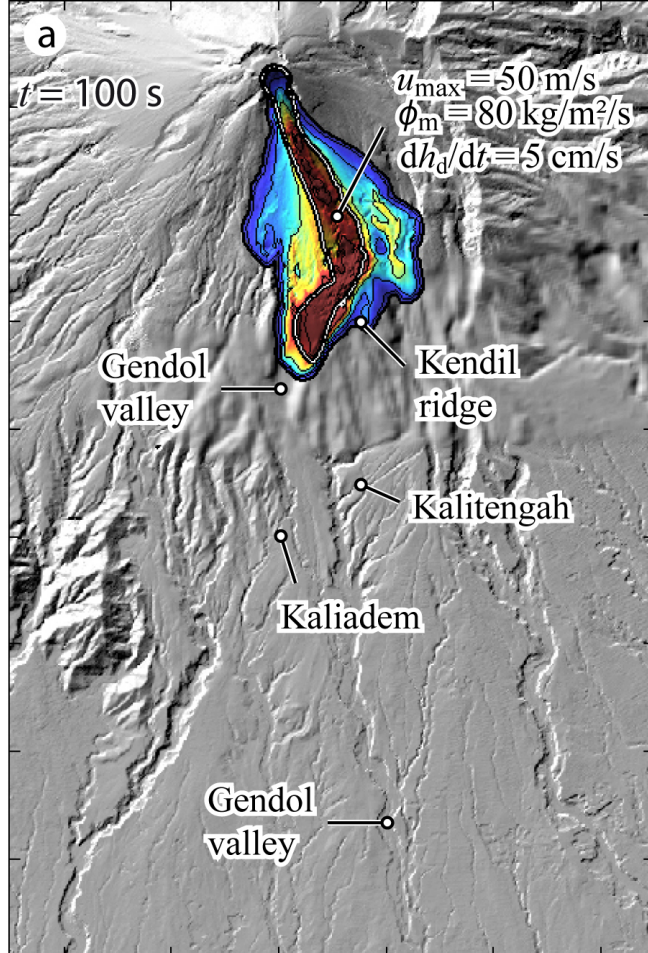 a
t = 100 s
u_max = 50 m/s
ϕ_m = 80 kg/m²/s
dh_d/dt = 5 cm/s
Gendol
valley
Kendil
ridge
Kalitengah
Kaliadem
Gendol
valley